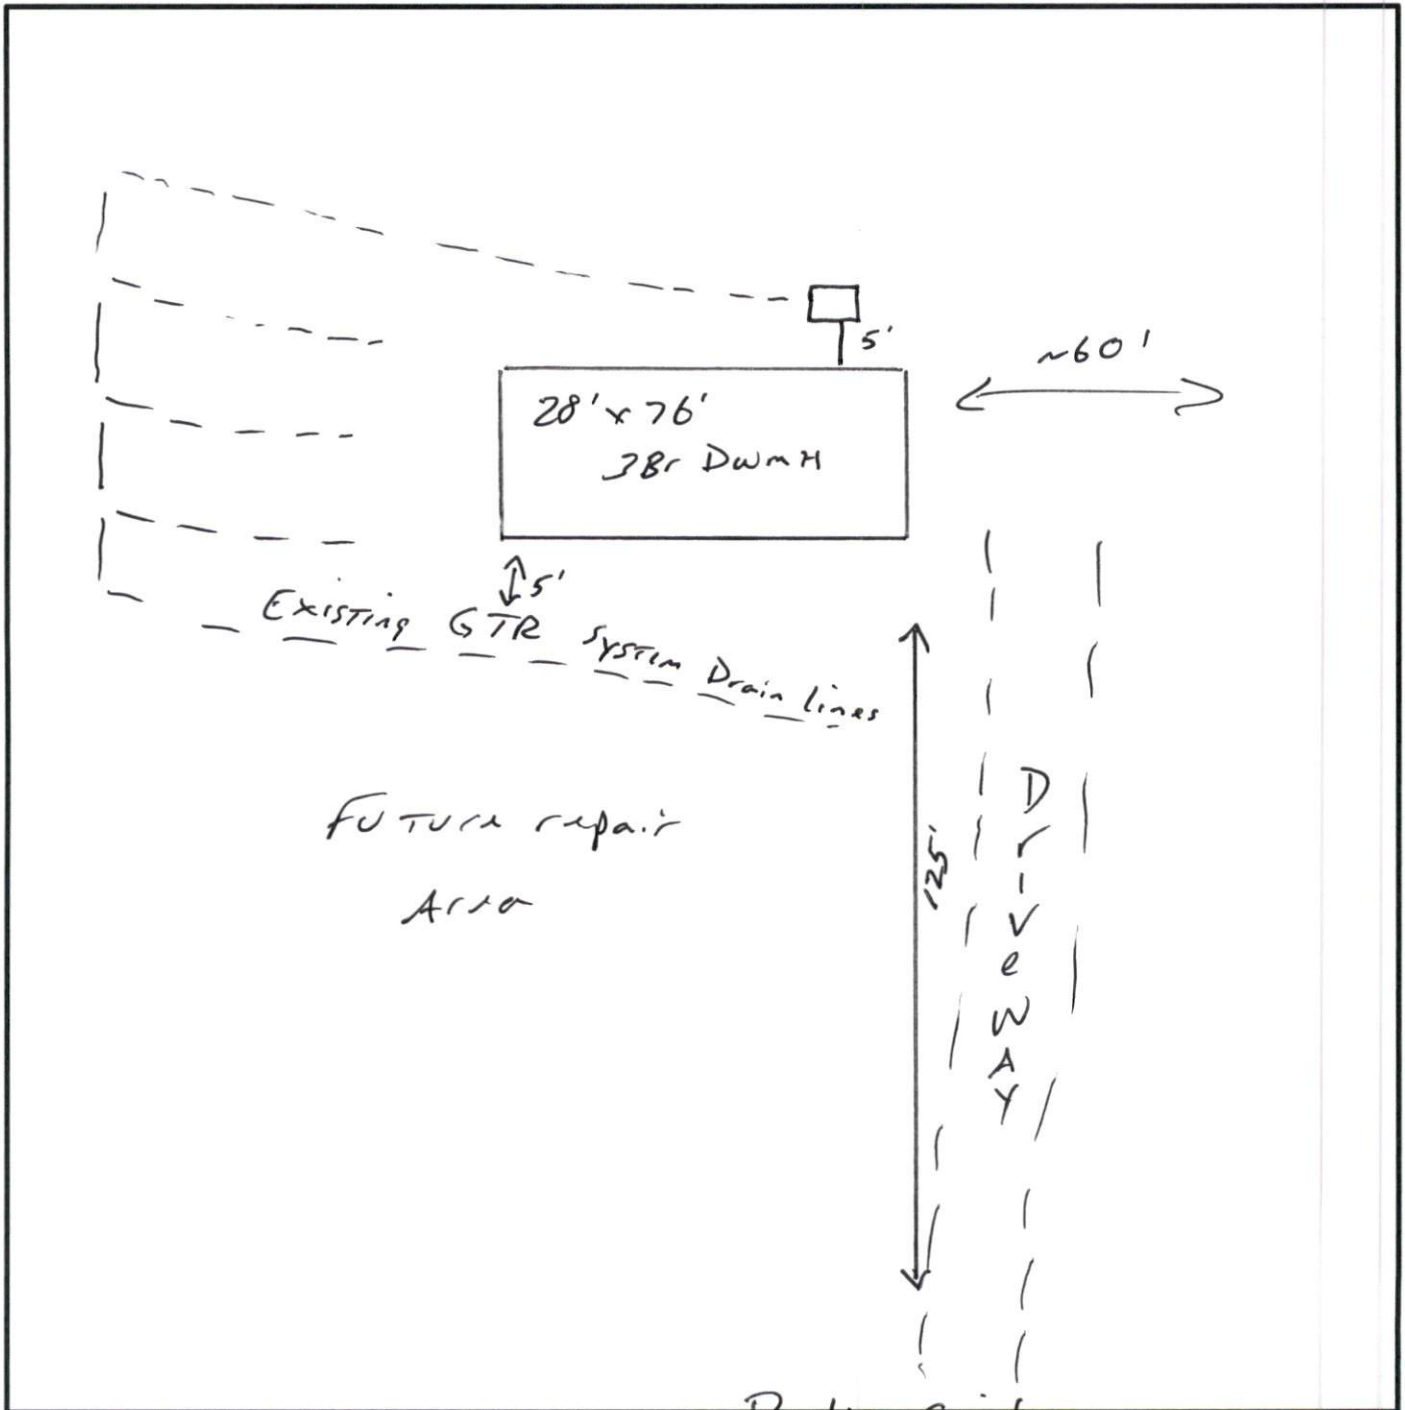 5'
~60'
28' x 76'
3Br DwmH
5'
Existing GTR System Drain lines
125'
Driveway
Future repair
Area